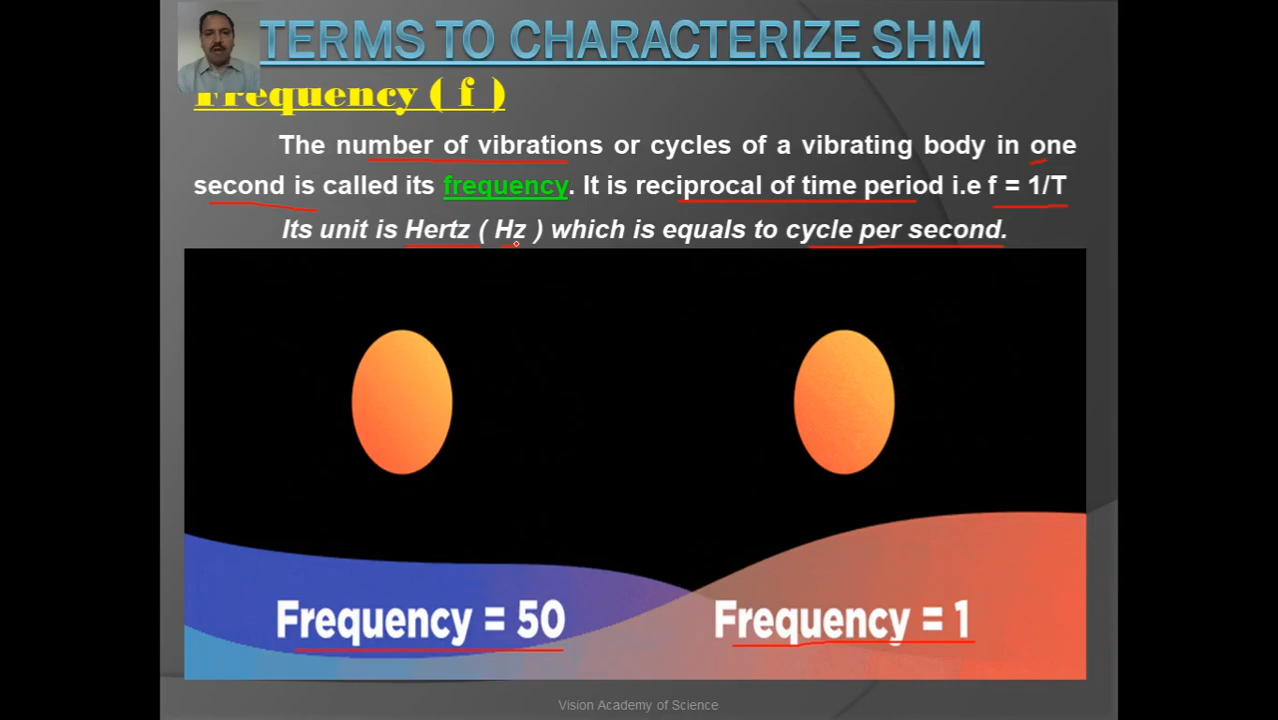 TERMS TO CHARACTERIZE SHM
Frequency ( f )
The number of vibrations or cycles of a vibrating body in one
second is called its frequency. It is reciprocal of time period i.e f = 1/T
Its unit is Hertz ( Hz ) which is equals to cycle per second.
Frequency = 50
Frequency = 1
Vision Academy of Science